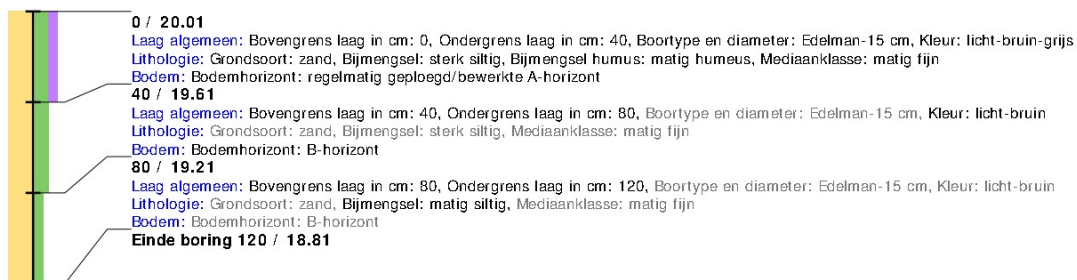 0 / 20.01
Laag algemeen: Bovengrens laag in cm: 0, Ondergrens laag in cm: 40, Boortype en diameter: Edelman-15 cm, Kleur: licht-bruin-grijs
Lithologie: Grondsoort: zand, Bijmengsel: sterk siltig, Bijmengsel humus: matig humeus, Mediaanklasse: matig fijn
Bodem: Bodemhorizont: regelmatig geploegd/bewerkte A-horizont
40 / 19.61
Laag algemeen: Bovengrens laag in cm: 40, Ondergrens laag in cm: 80, Boortype en diameter: Edelman-15 cm, Kleur: licht-bruin
Lithologie: Grondsoort: zand, Bijmengsel: sterk siltig, Mediaanklasse: matig fijn
Bodem: Bodemhorizont: B-horizont
80 / 19.21
Laag algemeen: Bovengrens laag in cm: 80, Ondergrens laag in cm: 120, Boortype en diameter: Edelman-15 cm, Kleur: licht-bruin
Lithologie: Grondsoort: zand, Bijmengsel: matig siltig, Mediaanklasse: matig fijn
Bodem: Bodemhorizont: B-horizont
Einde boring 120 / 18.81